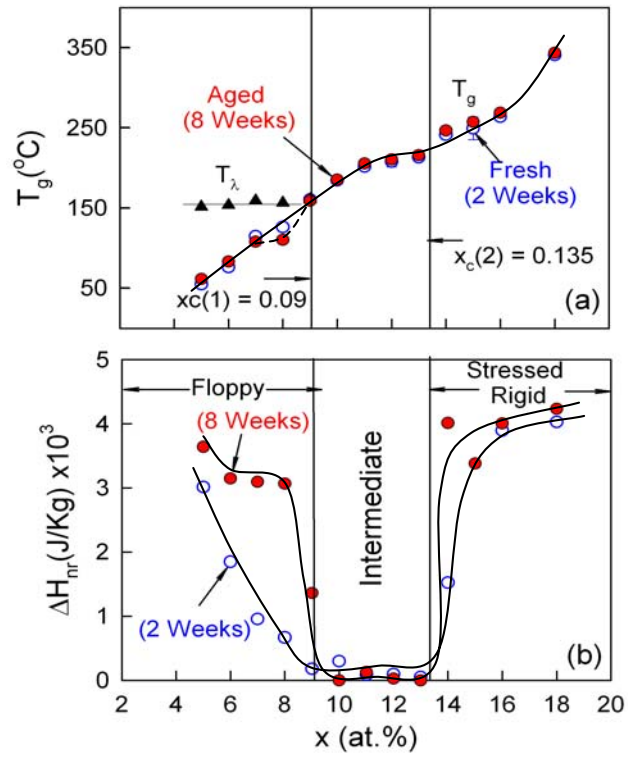 350
250
150
50
T_g(°C)
Aged
(8 Weeks)
T_λ
T_g
Fresh
(2 Weeks)
xc(1) = 0.09
x_c(2) = 0.135
(a)
5
4
3
2
1
0
ΔH_nr(J/Kg) x10³
Floppy
Stressed
Rigid
(8 Weeks)
Intermediate
(2 Weeks)
(b)
2 4 6 8 10 12 14 16 18 20
x (at.%)